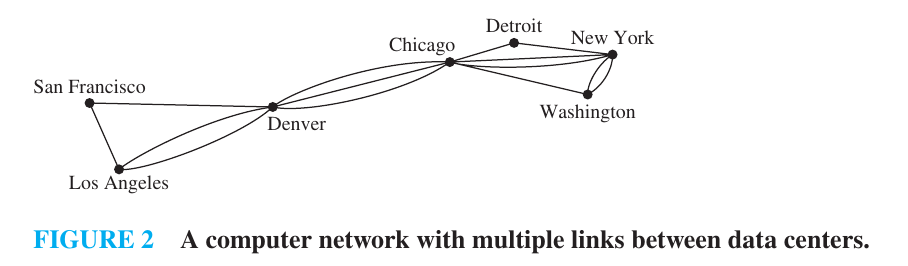 Detroit
New York
Chicago
San Francisco
Washington
Denver
Los Angeles
FIGURE 2 A computer network with multiple links between data centers.